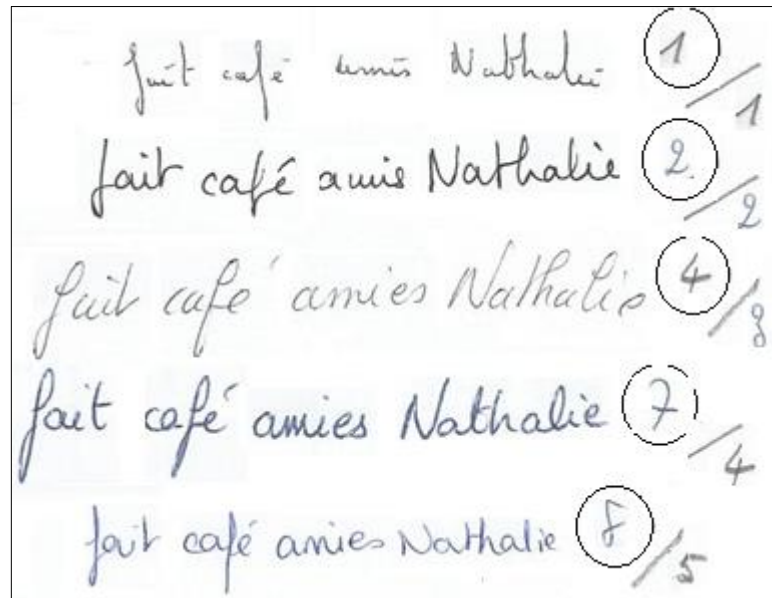 fait café amis Nathalie 1/1
fait café amis Nathalie 2/2
fait café amies Nathalie 4/3
fait café amies Nathalie 7/4
fait café amies Nathalie 8/5